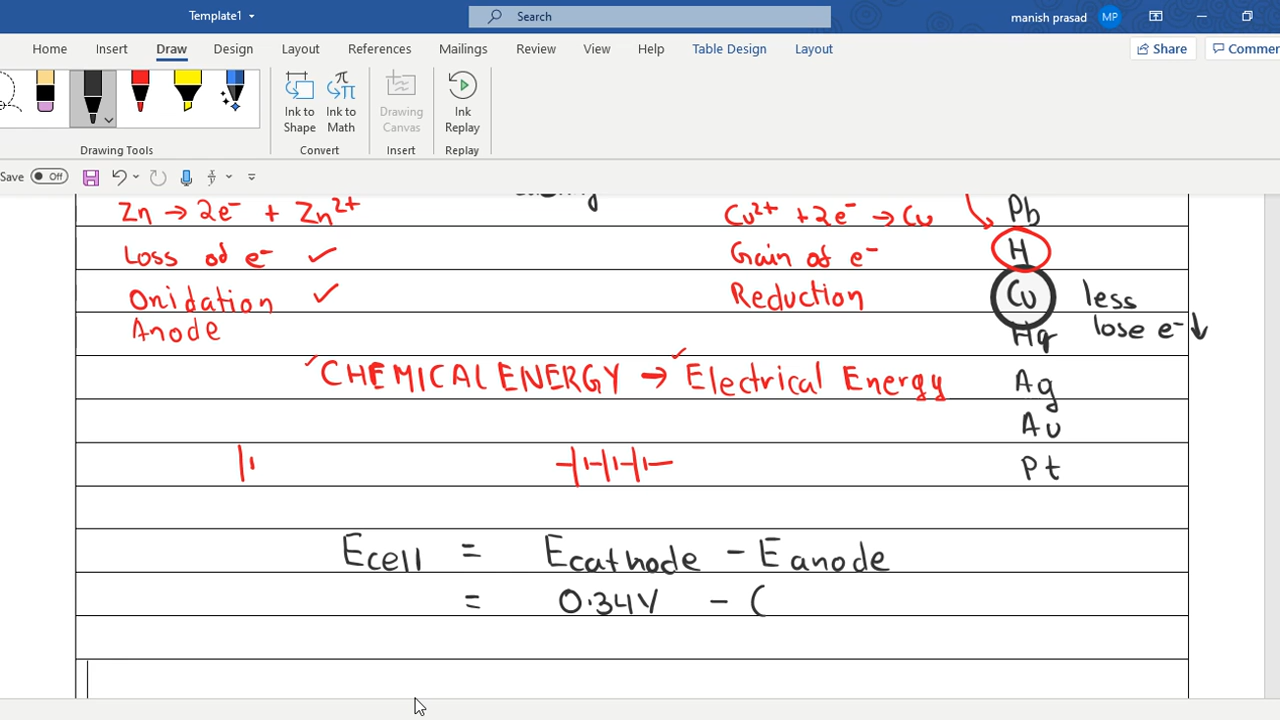 Template1
Search
manish prasad
MP
Home Insert Draw Design Layout References Mailings Review View Help Table Design Layout
Share
Comme
Ink to Shape
Ink to Math
Drawing Canvas
Ink Replay
Drawing Tools
Convert
Insert
Replay
Save
Off
Zn → 2e⁻ + Zn²⁺
Cu²⁺ + 2e⁻ → Cu
Pb
Loss of e⁻ ✓
Gain of e⁻
H
Onidation ✓
Reduction
Cu
less
Anode
lose e⁻ ↓
Hg
CHEMICAL ENERGY → Electrical Energy
Ag
Au
Pt
Ecell = Ecathode - Eanode
= 0.34V - (